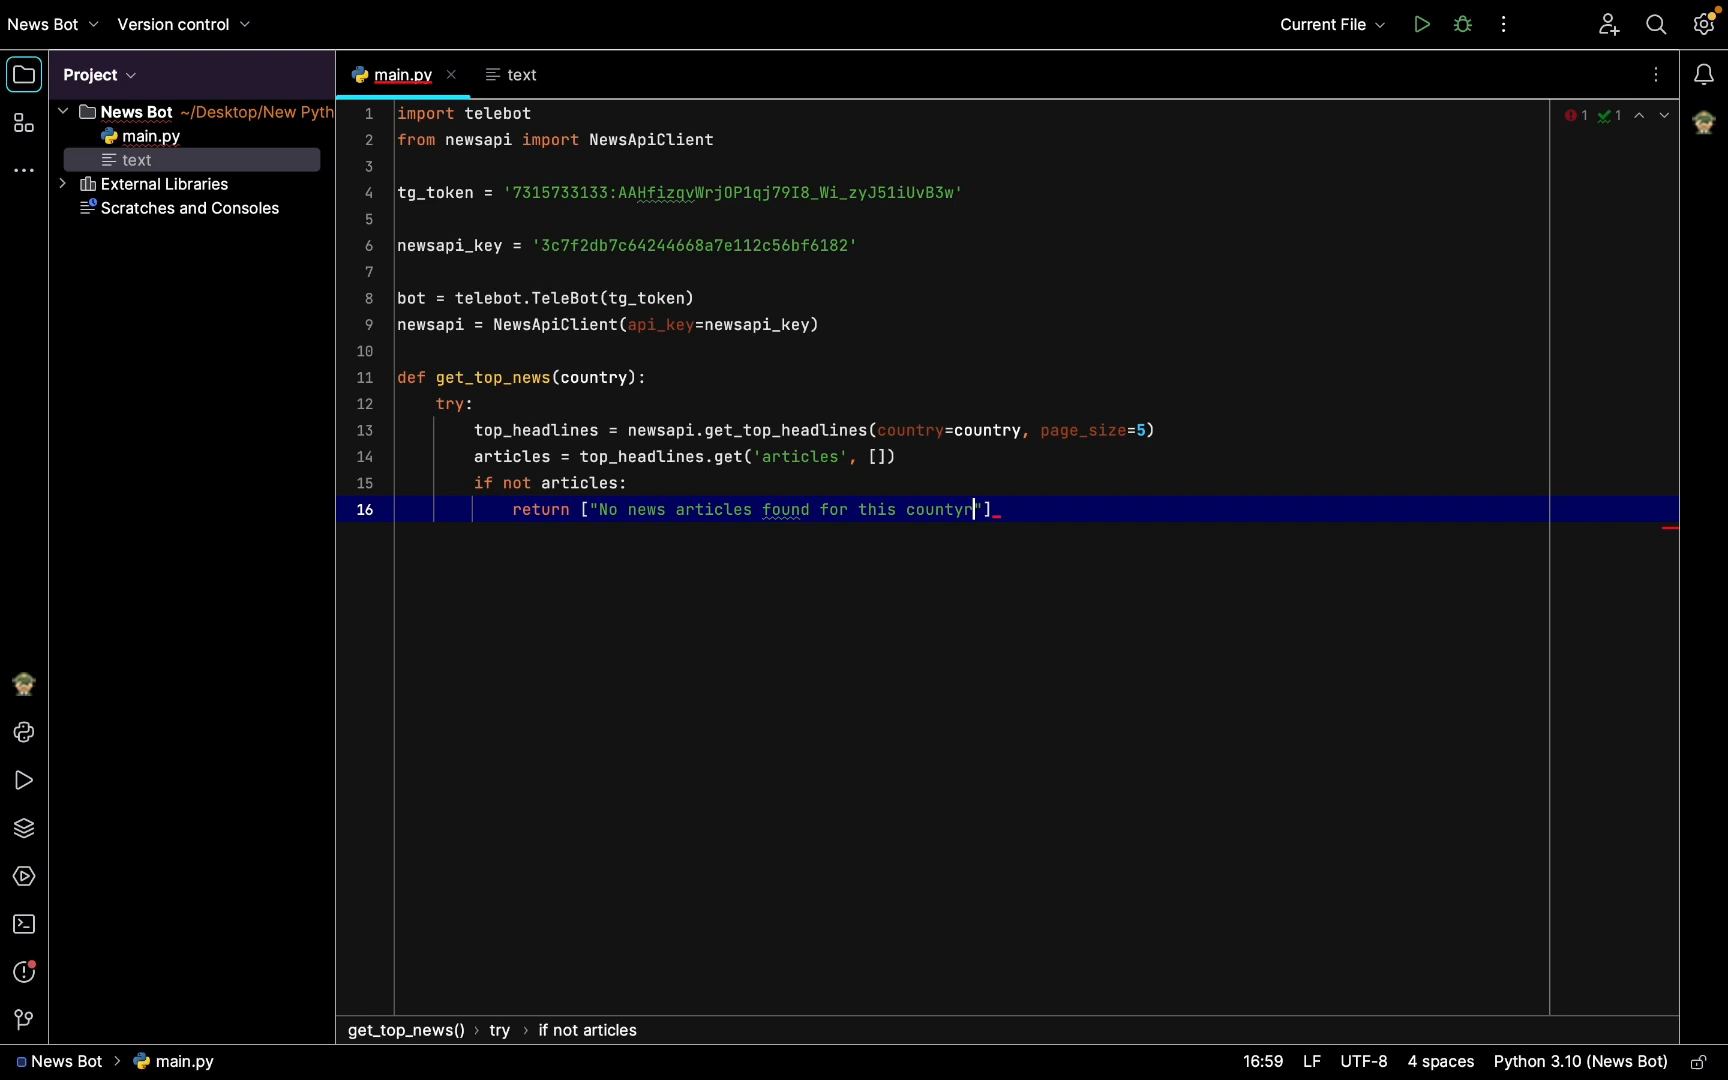 News Bot Version control Current File
Project
main.py text
News Bot ~/Desktop/New Pyth
main.py
text
External Libraries
Scratches and Consoles
1 import telebot
2 from newsapi import NewsApiClient
3
4 tg_token = '7315733133:AAHfizqvWrjOP1qj79I8_Wi_zyJ51iUvB3w'
5
6 newsapi_key = '3c7f2db7c64244668a7e112c56bf6182'
7
8 bot = telebot.TeleBot(tg_token)
9 newsapi = NewsApiClient(api_key=newsapi_key)
10
11 def get_top_news(country):
12 try:
13 top_headlines = newsapi.get_top_headlines(country=country, page_size=5)
14 articles = top_headlines.get('articles', [])
15 if not articles:
16 return ["No news articles found for this countyr"]
1 1
get_top_news() › try › if not articles
News Bot › main.py 16:59 LF UTF-8 4 spaces Python 3.10 (News Bot)